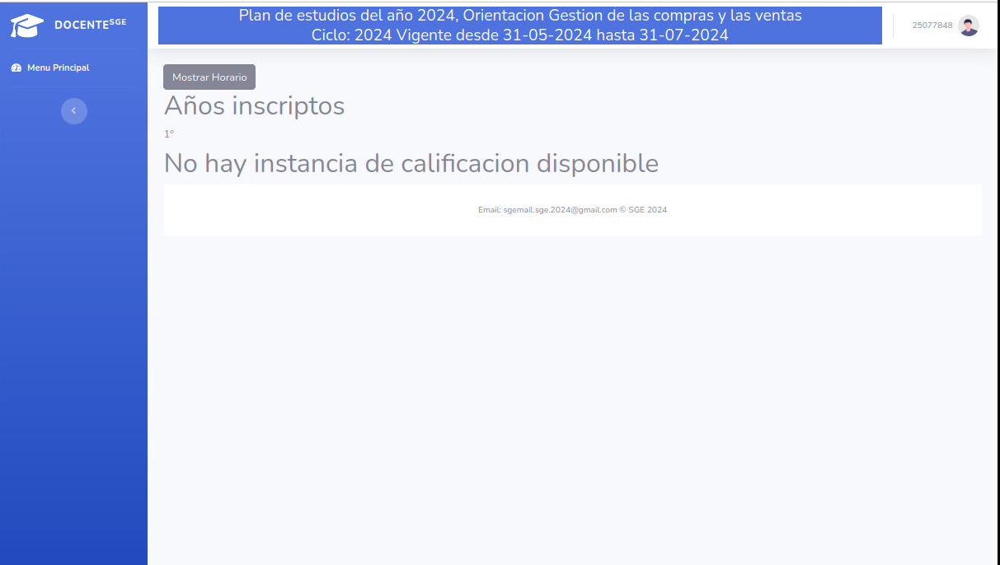 DOCENTE SGE
Plan de estudios del año 2024, Orientacion Gestion de las compras y las ventas
Ciclo: 2024 Vigente desde 31-05-2024 hasta 31-07-2024
25077848
Menu Principal
Mostrar Horario
Años inscriptos
1°
No hay instancia de calificacion disponible
Email: sgemail.sge.2024@gmail.com © SGE 2024